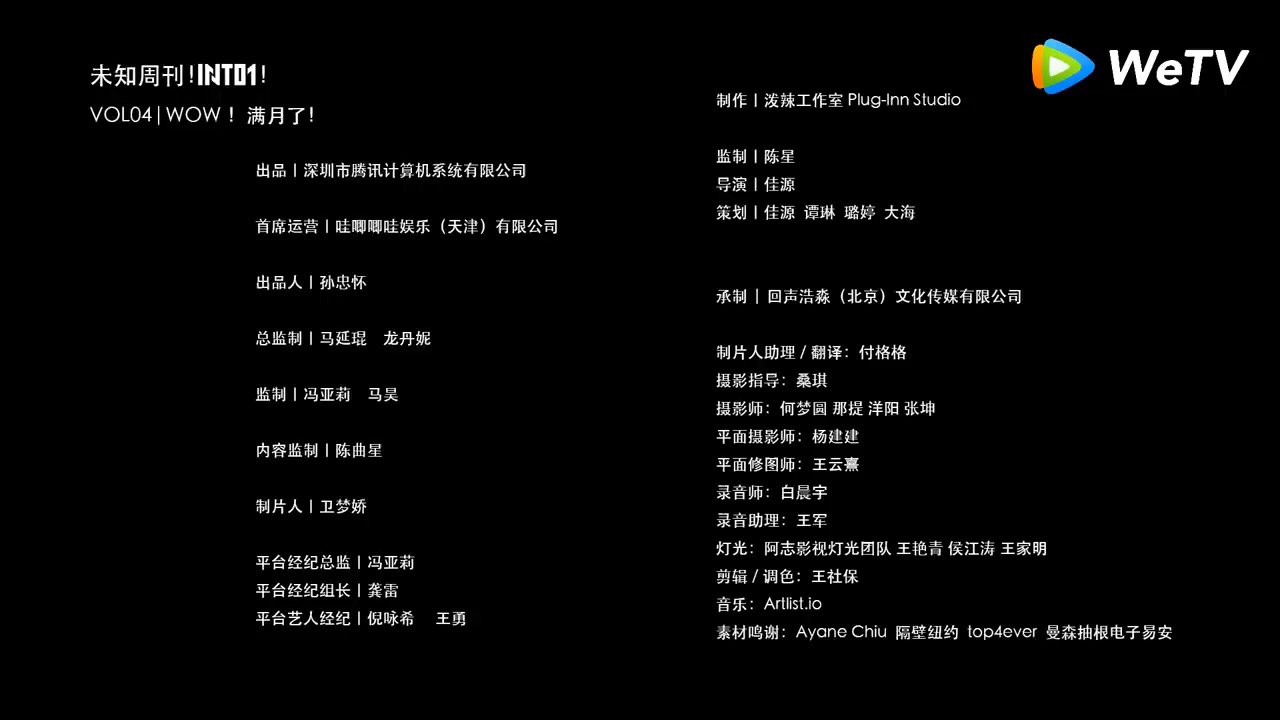 未知周刊!INTO1!
VOL04|WOW！满月了!
出品丨深圳市腾讯计算机系统有限公司
首席运营丨哇唧唧哇娱乐（天津）有限公司
出品人丨孙忠怀
总监制丨马延琨 龙丹妮
监制丨冯亚莉 马昊
内容监制丨陈曲星
制片人丨卫梦娇
平台经纪总监丨冯亚莉
平台经纪组长丨龚雷
平台艺人经纪丨倪咏希 王勇
WeTV
制作丨泼辣工作室 Plug-Inn Studio
监制丨陈星
导演丨佳源
策划丨佳源 谭琳 璐婷 大海
承制丨回声浩淼（北京）文化传媒有限公司
制片人助理 / 翻译：付格格
摄影指导：桑琪
摄影师：何梦圆 那提 洋阳 张坤
平面摄影师：杨建建
平面修图师：王云熹
录音师：白晨宇
录音助理：王军
灯光：阿志影视灯光团队 王艳青 侯江涛 王家明
剪辑 / 调色：王社保
音乐：Artlist.io
素材鸣谢：Ayane Chiu 隔壁纽约 top4ever 曼森抽根电子易安